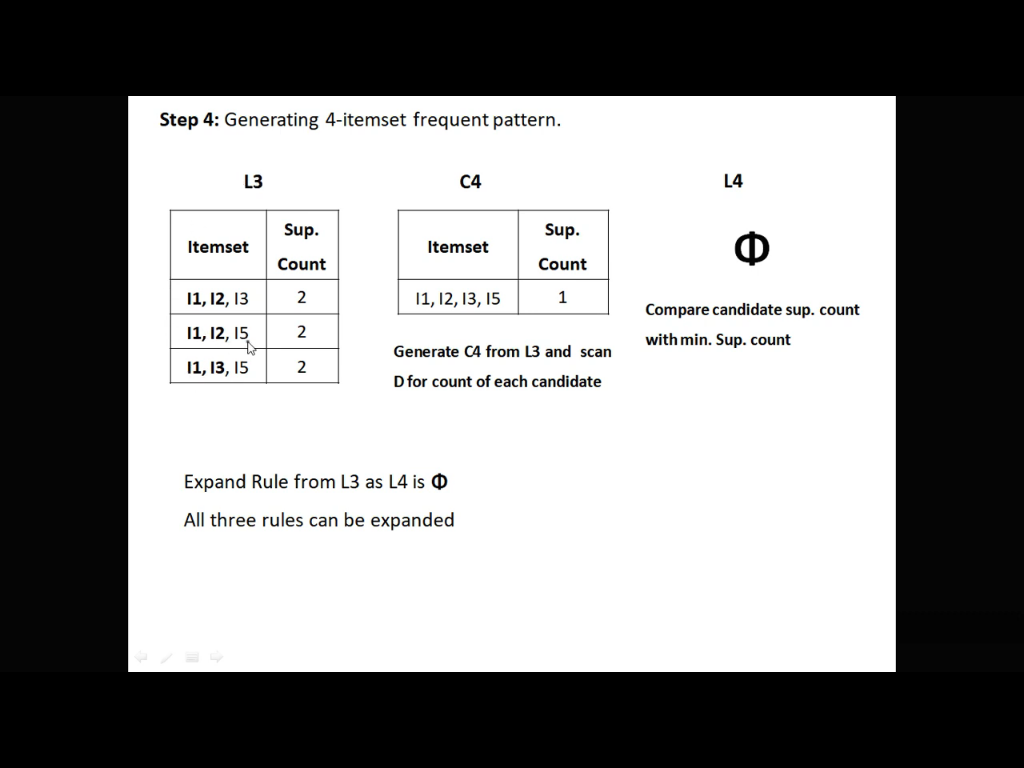 Step 4: Generating 4-itemset frequent pattern.
L3
Itemset Sup. Count
I1, I2, I3 2
I1, I2, I5 2
I1, I3, I5 2
C4
Itemset Sup. Count
I1, I2, I3, I5 1
Generate C4 from L3 and scan
D for count of each candidate
L4
Φ
Compare candidate sup. count
with min. Sup. count
Expand Rule from L3 as L4 is Φ
All three rules can be expanded